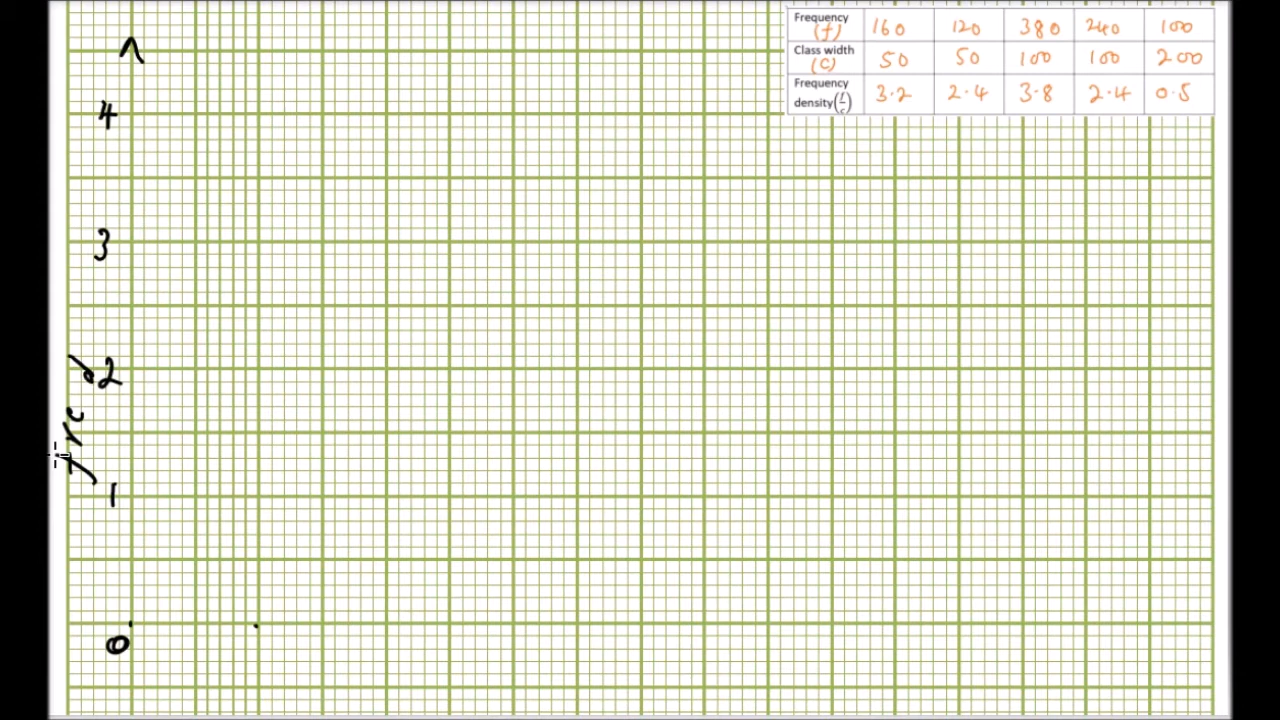 Frequency (f) 160 120 380 240 100
Class width (C) 50 50 100 100 200
Frequency density(f/c) 3.2 2.4 3.8 2.4 0.5
4
3
2
1
0
fre d